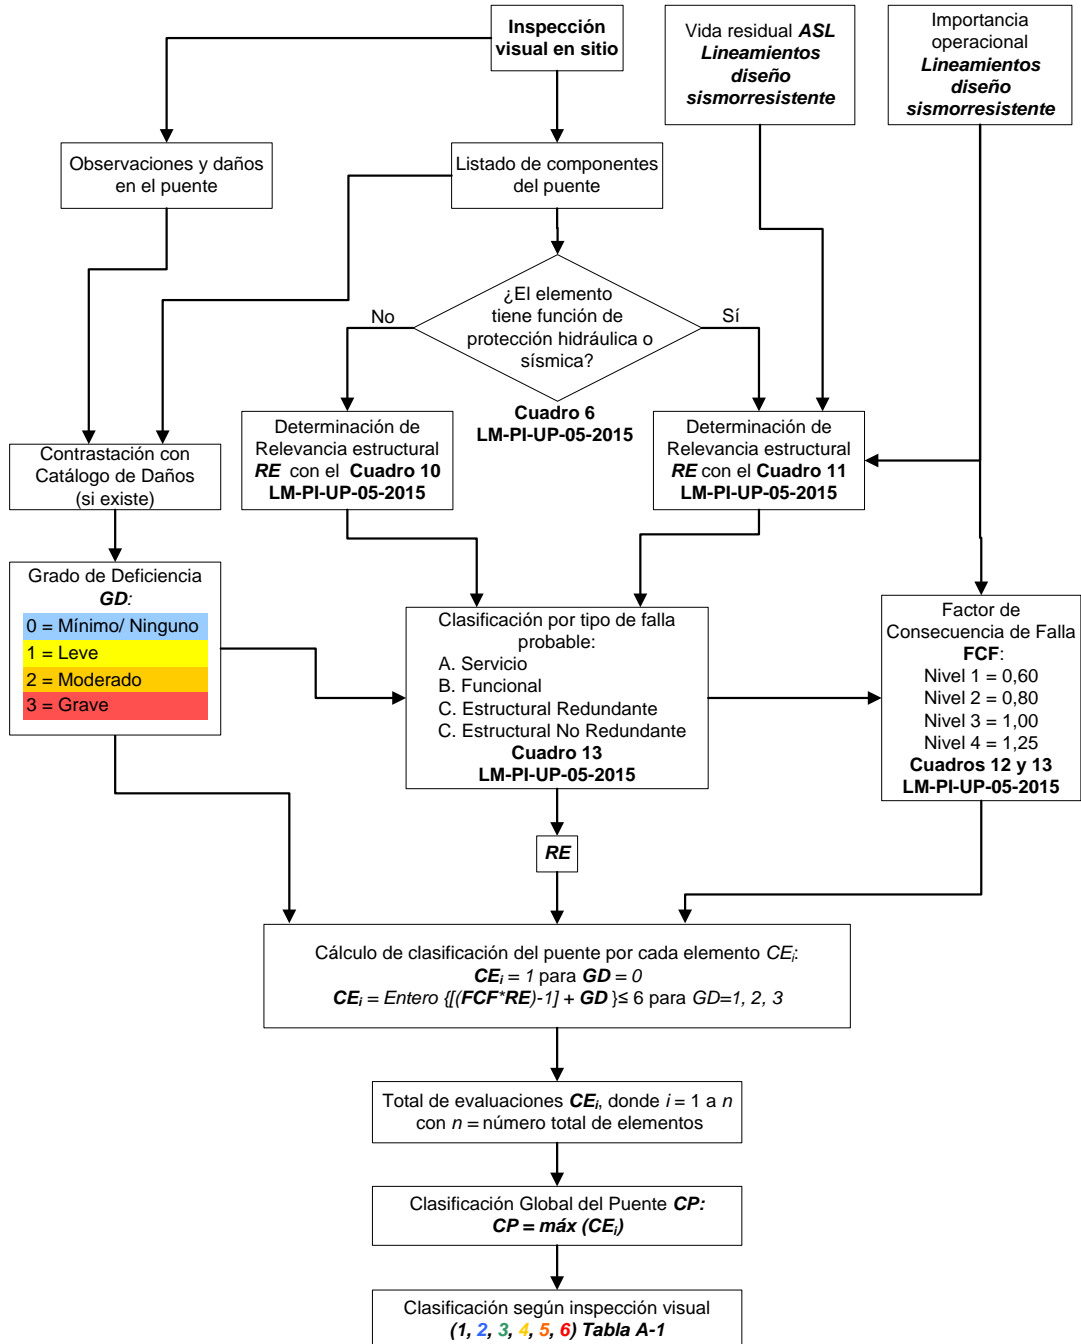 Inspección
visual en sitio
Vida residual ASL
Lineamientos
diseño
sismorresistente
Importancia
operacional
Lineamientos
diseño
sismorresistente
Observaciones y daños
en el puente
Listado de componentes
del puente
¿El elemento
tiene función de
protección hidráulica o
sísmica?
No
Sí
Cuadro 6
LM-PI-UP-05-2015
Contrastación con
Catálogo de Daños
(si existe)
Determinación de
Relevancia estructural
RE con el Cuadro 10
LM-PI-UP-05-2015
Determinación de
Relevancia estructural
RE con el Cuadro 11
LM-PI-UP-05-2015
Grado de Deficiencia
GD:
0 = Mínimo/ Ninguno
1 = Leve
2 = Moderado
3 = Grave
Clasificación por tipo de falla
probable:
A. Servicio
B. Funcional
C. Estructural Redundante
C. Estructural No Redundante
Cuadro 13
LM-PI-UP-05-2015
Factor de
Consecuencia de Falla
FCF:
Nivel 1 = 0,60
Nivel 2 = 0,80
Nivel 3 = 1,00
Nivel 4 = 1,25
Cuadros 12 y 13
LM-PI-UP-05-2015
RE
Cálculo de clasificación del puente por cada elemento CEi:
CEi = 1 para GD = 0
CEi = Entero {[(FCF*RE)-1] + GD }≤ 6 para GD=1, 2, 3
Total de evaluaciones CEi, donde i = 1 a n
con n = número total de elementos
Clasificación Global del Puente CP:
CP = máx (CEi)
Clasificación según inspección visual
(1, 2, 3, 4, 5, 6) Tabla A-1